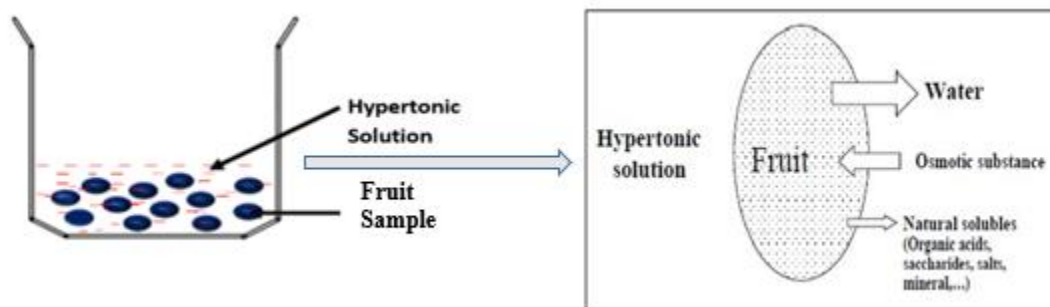 Hypertonic
Solution
Fruit
Sample
Hypertonic
solution
Fruit
Water
Osmotic substance
Natural solubles
(Organic acids,
saccharides, salts,
mineral,...)